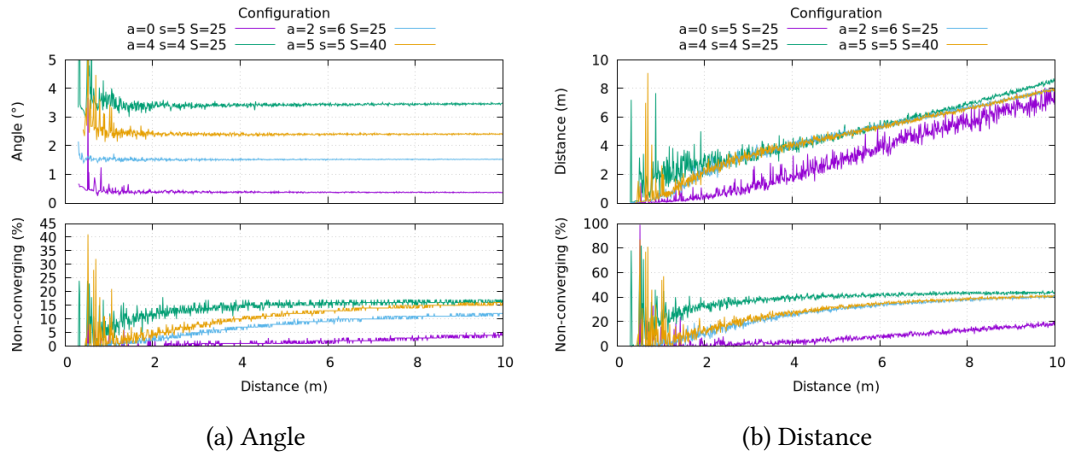 Configuration
a=0 s=5 S=25 a=2 s=6 S=25
a=4 s=4 S=25 a=5 s=5 S=40
5
4
3
2
1
0
Angle (°)
45
40
35
30
25
20
15
10
5
0
Non-converging (%)
0 2 4 6 8 10
Distance (m)
(a) Angle
Configuration
a=0 s=5 S=25 a=2 s=6 S=25
a=4 s=4 S=25 a=5 s=5 S=40
10
8
6
4
2
0
Distance (m)
100
80
60
40
20
0
Non-converging (%)
0 2 4 6 8 10
Distance (m)
(b) Distance